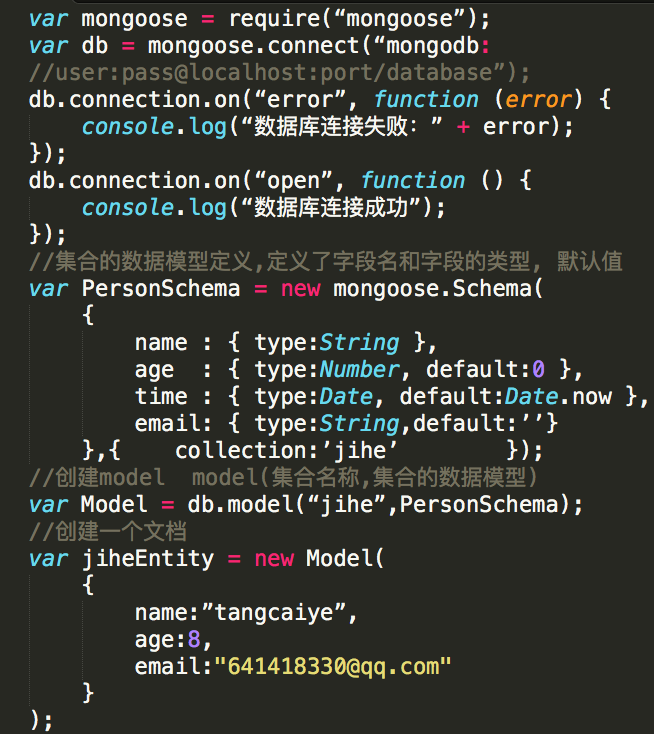 var mongoose = require(“mongoose”);
var db = mongoose.connect(“mongodb:
//user:pass@localhost:port/database”);
db.connection.on(“error”, function (error) {
    console.log(“数据库连接失败：” + error);
});
db.connection.on(“open”, function () {
    console.log(“数据库连接成功”);
});
//集合的数据模型定义,定义了字段名和字段的类型, 默认值
var PersonSchema = new mongoose.Schema(
    {
        name : { type:String },
        age  : { type:Number, default:0 },
        time : { type:Date, default:Date.now },
        email: { type:String,default:’’}
    },{    collection:’jihe’        });
//创建model  model(集合名称,集合的数据模型)
var Model = db.model(“jihe”,PersonSchema);
//创建一个文档
var jiheEntity = new Model(
    {
        name:”tangcaiye”,
        age:8,
        email:"641418330@qq.com"
    }
);